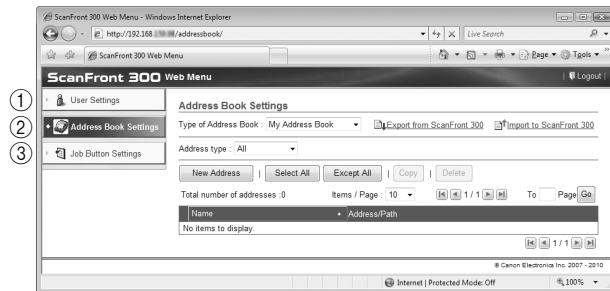 ScanFront 300 Web Menu - Windows Internet Explorer
http://192.168. /addressbook/
Live Search
ScanFront 300 Web Menu
Page
Tools
ScanFront 300 Web Menu
Logout
① User Settings
② Address Book Settings
③ Job Button Settings
Address Book Settings
Type of Address Book : My Address Book Export from ScanFront 300 Import to ScanFront 300
Address type : All
New Address | Select All Except All | Copy | Delete
Total number of addresses :0 Items / Page : 10 1 / 1 To Page Go
Name Address/Path
No items to display.
1 / 1
© Canon Electronics Inc. 2007 - 2010
Internet | Protected Mode: Off 100%